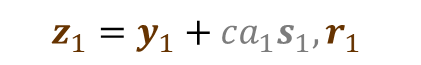 z₁ = y₁ + ca₁s₁, r₁